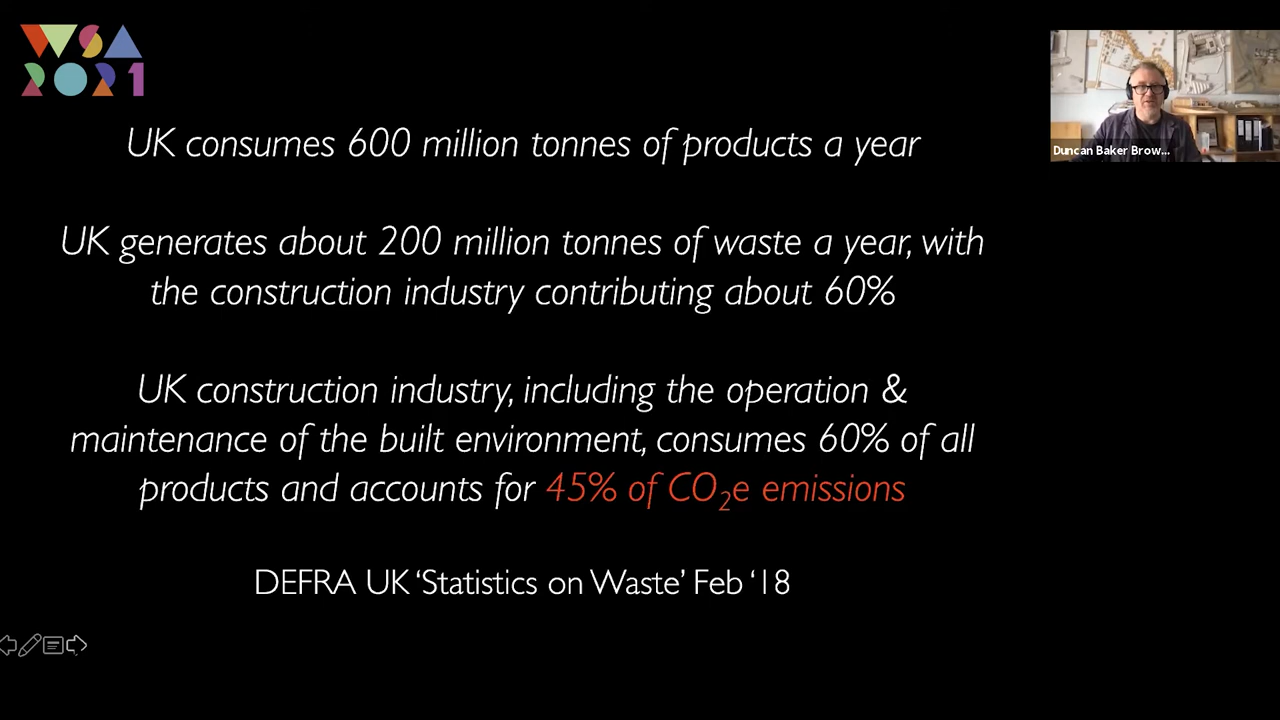 WSA
2021
UK consumes 600 million tonnes of products a year
Duncan Baker Brow...
UK generates about 200 million tonnes of waste a year, with
the construction industry contributing about 60%
UK construction industry, including the operation &
maintenance of the built environment, consumes 60% of all
products and accounts for 45% of CO₂e emissions
DEFRA UK ‘Statistics on Waste’ Feb ‘18